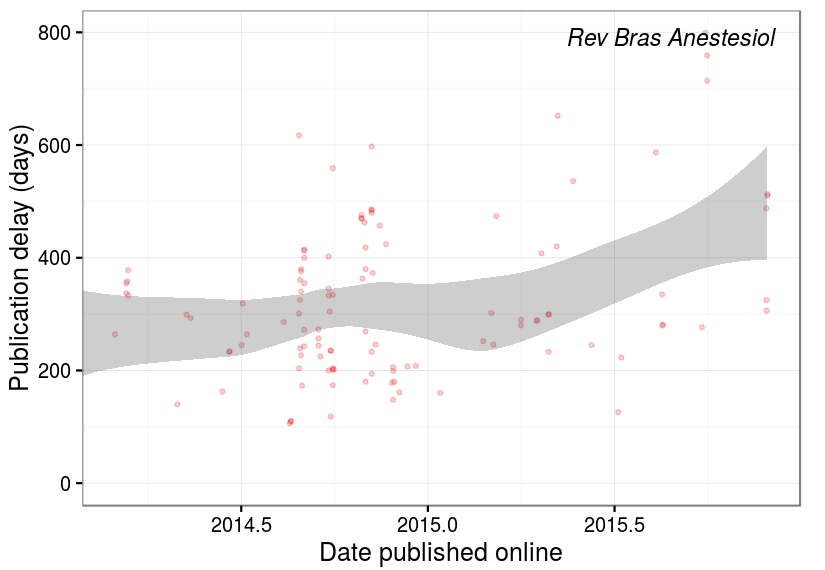 Rev Bras Anestesiol
800
600
400
200
0
Publication delay (days)
2014.5 2015.0 2015.5
Date published online